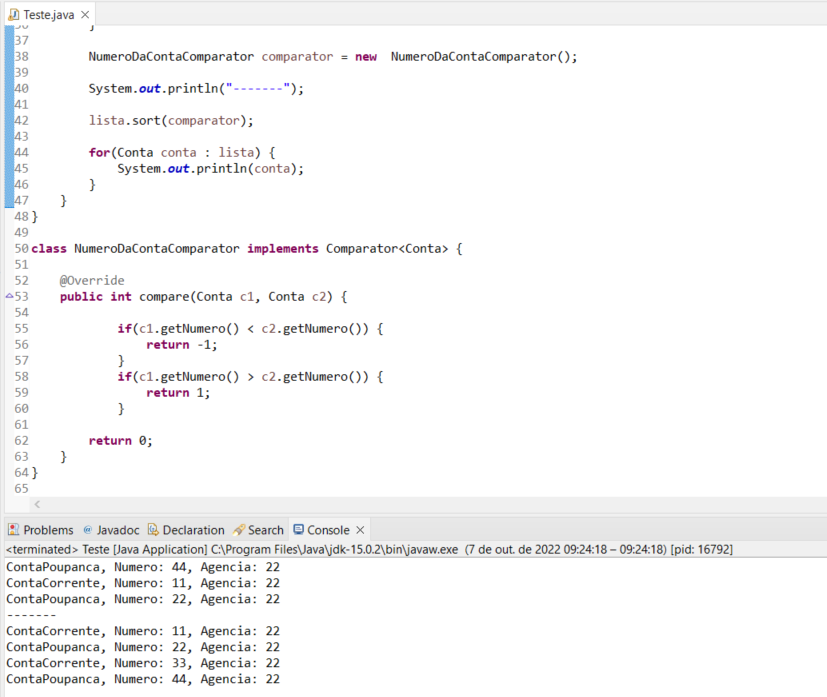 Teste.java
}
37
38 NumeroDaContaComparator comparator = new  NumeroDaContaComparator();
39
40 System.out.println("-------");
41
42 lista.sort(comparator);
43
44 for(Conta conta : lista) {
45 System.out.println(conta);
46 }
47 }
48 }
49
50 class NumeroDaContaComparator implements Comparator<Conta> {
51
52 @Override
53 public int compare(Conta c1, Conta c2) {
54
55 if(c1.getNumero() < c2.getNumero()) {
56 return -1;
57 }
58 if(c1.getNumero() > c2.getNumero()) {
59 return 1;
60 }
61
62 return 0;
63 }
64 }
65
Problems @ Javadoc Declaration Search Console
<terminated> Teste [Java Application] C:\Program Files\Java\jdk-15.0.2\bin\javaw.exe (7 de out. de 2022 09:24:18 – 09:24:18) [pid: 16792]
ContaPoupanca, Numero: 44, Agencia: 22
ContaCorrente, Numero: 11, Agencia: 22
ContaPoupanca, Numero: 22, Agencia: 22
-------
ContaCorrente, Numero: 11, Agencia: 22
ContaPoupanca, Numero: 22, Agencia: 22
ContaCorrente, Numero: 33, Agencia: 22
ContaPoupanca, Numero: 44, Agencia: 22